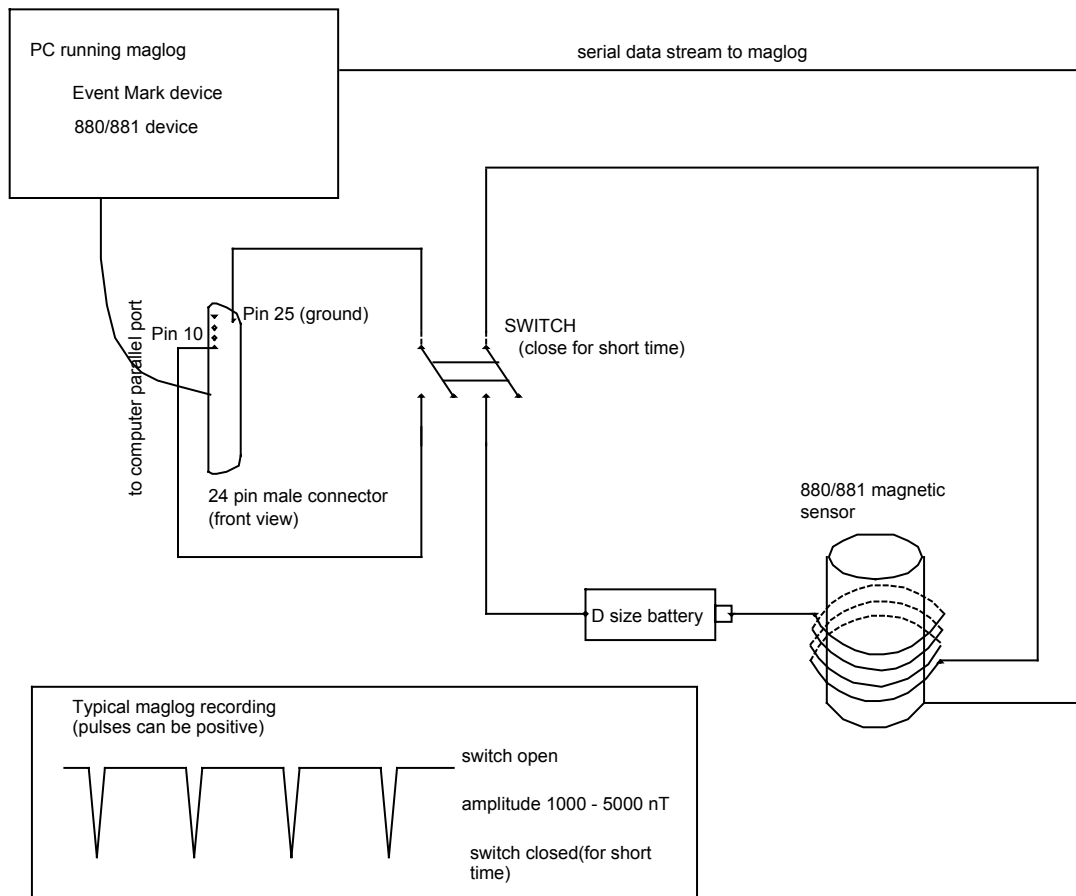 PC running maglog
Event Mark device
880/881 device
serial data stream to maglog
Pin 25 (ground)
Pin 10
to computer parallel port
SWITCH
(close for short time)
24 pin male connector
(front view)
880/881 magnetic
sensor
D size battery
Typical maglog recording
(pulses can be positive)
switch open
amplitude 1000 - 5000 nT
switch closed(for short
time)